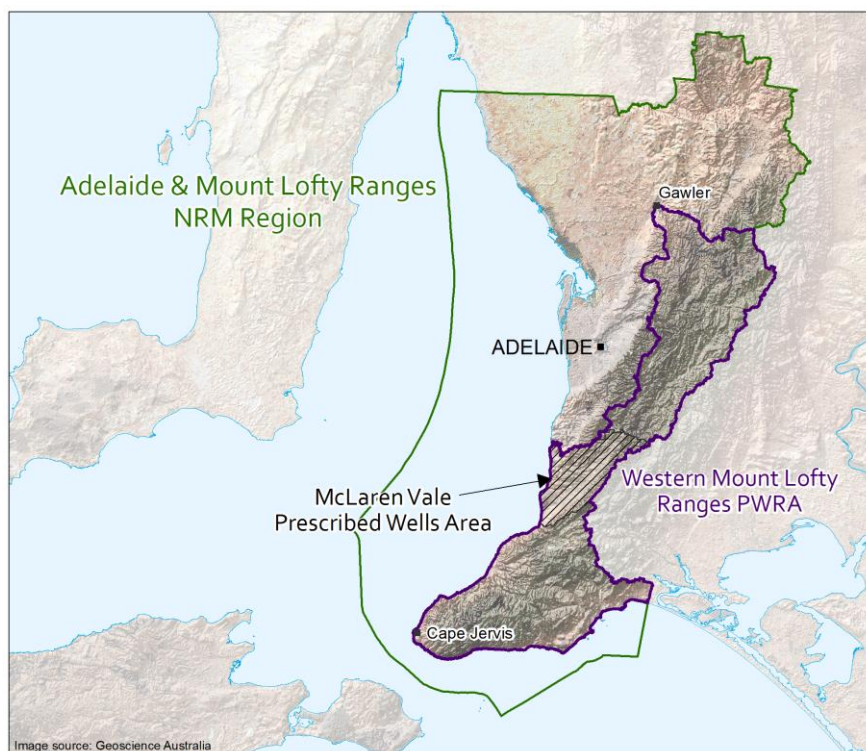 Adelaide & Mount Lofty Ranges
NRM Region
Gawler
ADELAIDE
McLaren Vale
Prescribed Wells Area
Western Mount Lofty
Ranges PWRA
Cape Jervis
Image source: Geoscience Australia